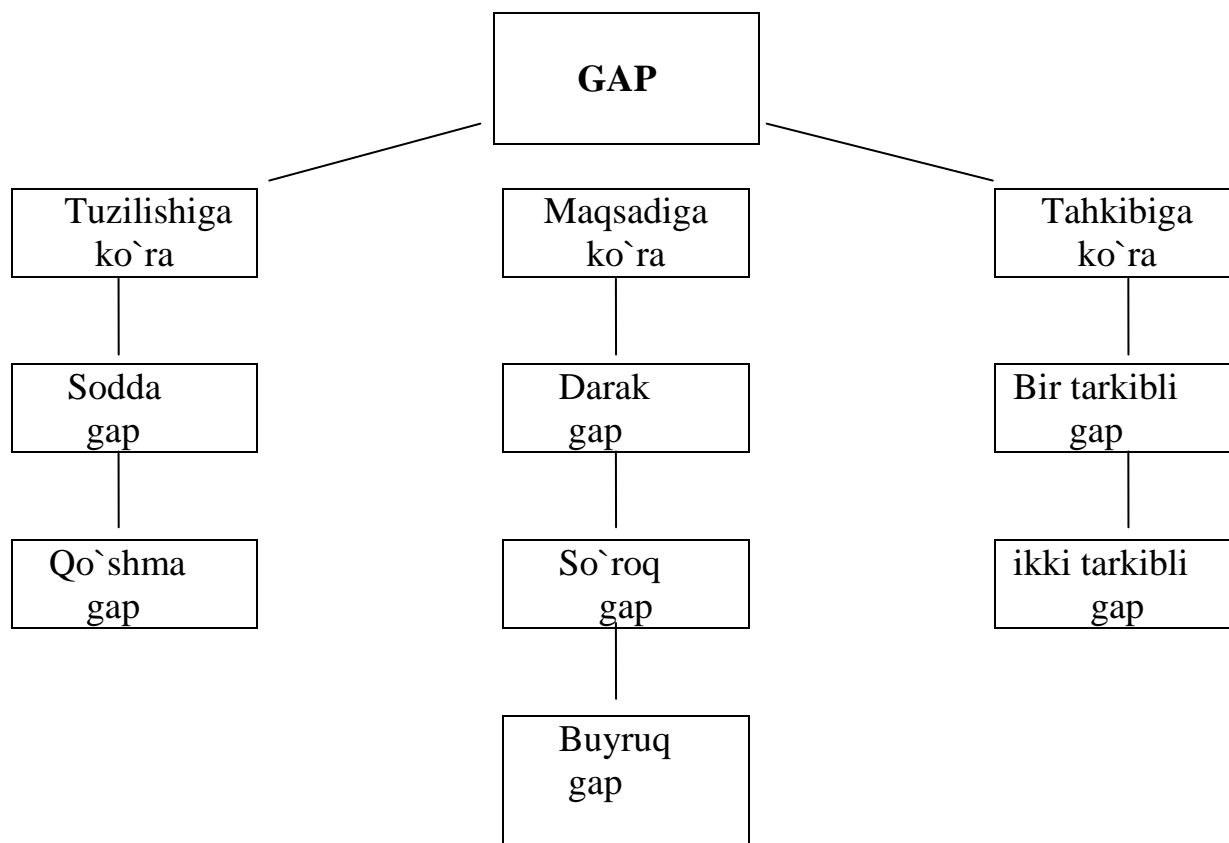 GAP
Tuzilishiga
ko`ra
Maqsadiga
ko`ra
Tahkibiga
ko`ra
Sodda
gap
Darak
gap
Bir tarkibli
gap
Qo`shma
gap
So`roq
gap
ikki tarkibli
gap
Buyruq
gap